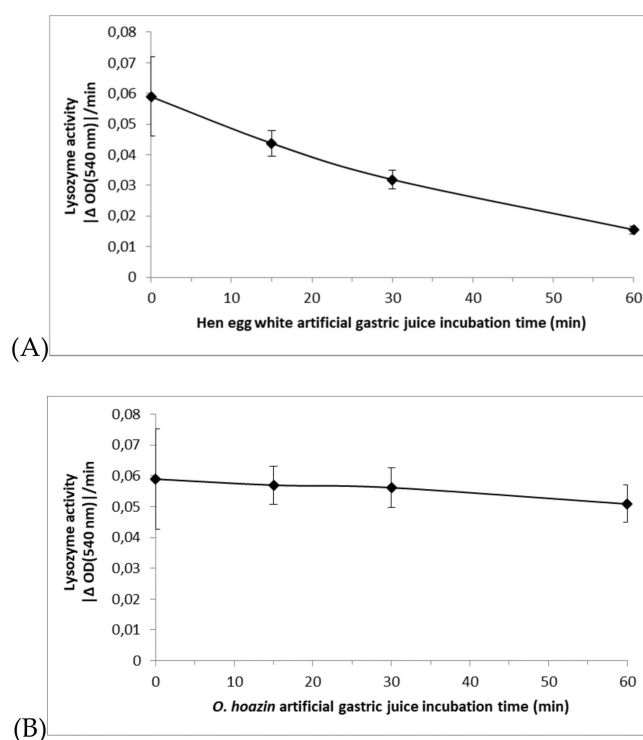 0,08
0,07
0,06
0,05
0,04
0,03
0,02
0,01
0
Lysozyme activity
|Δ OD(540 nm)|/min
0 10 20 30 40 50 60
Hen egg white artificial gastric juice incubation time (min)
(A)
0,08
0,07
0,06
0,05
0,04
0,03
0,02
0,01
0
Lysozyme activity
|Δ OD(540 nm)|/min
0 10 20 30 40 50 60
O. hoazin artificial gastric juice incubation time (min)
(B)